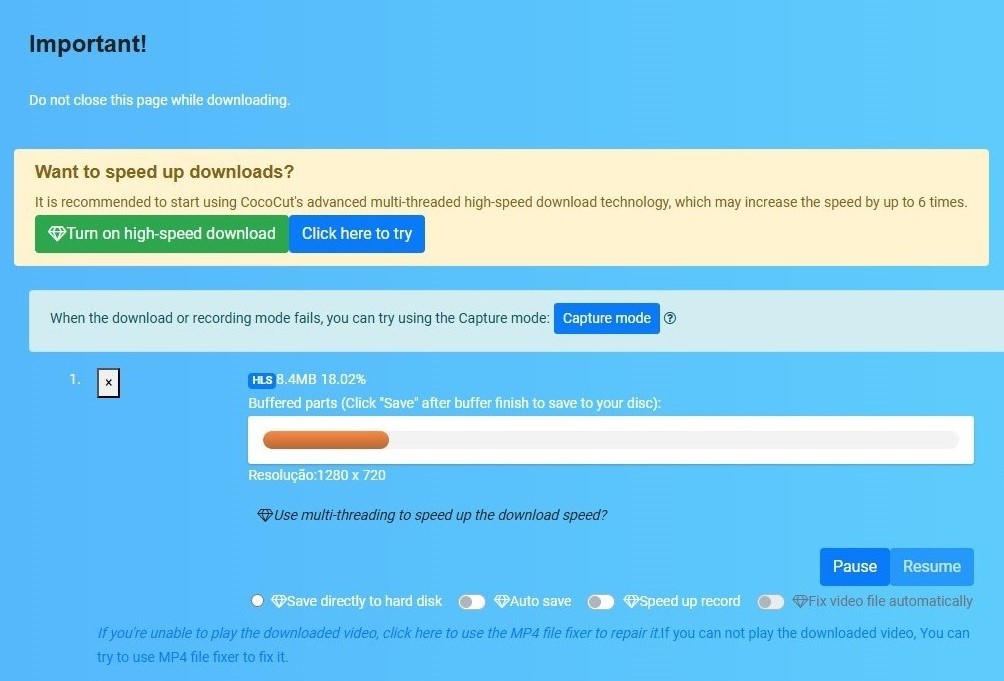 Important!
Do not close this page while downloading.
Want to speed up downloads?
It is recommended to start using CocoCut's advanced multi-threaded high-speed download technology, which may increase the speed by up to 6 times.
Turn on high-speed download Click here to try
When the download or recording mode fails, you can try using the Capture mode: Capture mode ?
1. × HLS 8.4MB 18.02%
Buffered parts (Click "Save" after buffer finish to save to your disc):
Resolução:1280 x 720
Use multi-threading to speed up the download speed?
Pause Resume
Save directly to hard disk Auto save Speed up record Fix video file automatically
If you're unable to play the downloaded video, click here to use the MP4 file fixer to repair it.If you can not play the downloaded video, You can
try to use MP4 file fixer to fix it.